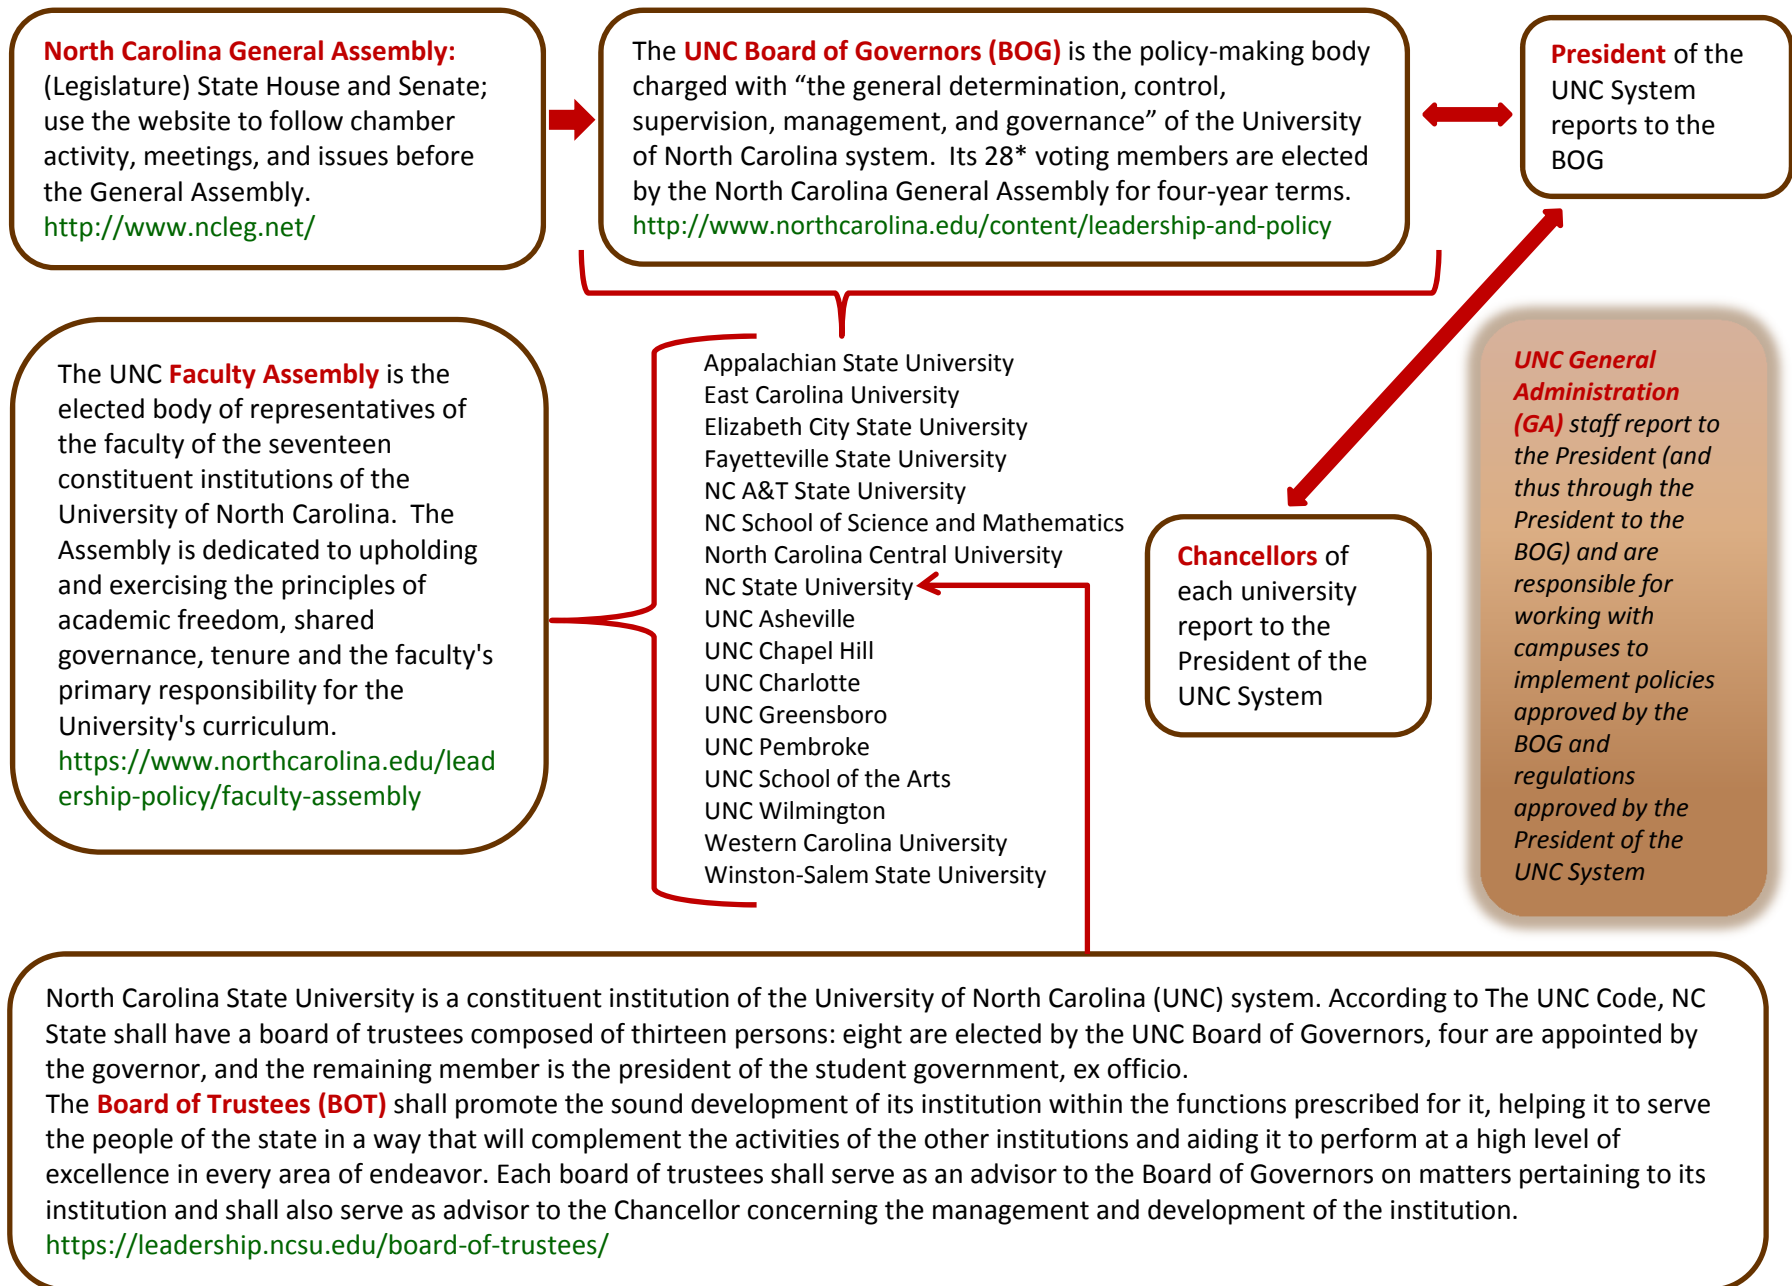 North Carolina General Assembly:
(Legislature) State House and Senate;
use the website to follow chamber
activity, meetings, and issues before
the General Assembly.
http://www.ncleg.net/
The UNC Board of Governors (BOG) is the policy-making body
charged with “the general determination, control,
supervision, management, and governance” of the University
of North Carolina system.  Its 28* voting members are elected
by the North Carolina General Assembly for four-year terms.
http://www.northcarolina.edu/content/leadership-and-policy
President of the
UNC System
reports to the
BOG
The UNC Faculty Assembly is the
elected body of representatives of
the faculty of the seventeen
constituent institutions of the
University of North Carolina.  The
Assembly is dedicated to upholding
and exercising the principles of
academic freedom, shared
governance, tenure and the faculty's
primary responsibility for the
University's curriculum.
https://www.northcarolina.edu/lead
ership-policy/faculty-assembly
Appalachian State University
East Carolina University
Elizabeth City State University
Fayetteville State University
NC A&T State University
NC School of Science and Mathematics
North Carolina Central University
NC State University
UNC Asheville
UNC Chapel Hill
UNC Charlotte
UNC Greensboro
UNC Pembroke
UNC School of the Arts
UNC Wilmington
Western Carolina University
Winston-Salem State University
Chancellors of
each university
report to the
President of the
UNC System
UNC General
Administration
(GA) staff report to
the President (and
thus through the
President to the
BOG) and are
responsible for
working with
campuses to
implement policies
approved by the
BOG and
regulations
approved by the
President of the
UNC System
North Carolina State University is a constituent institution of the University of North Carolina (UNC) system. According to The UNC Code, NC
State shall have a board of trustees composed of thirteen persons: eight are elected by the UNC Board of Governors, four are appointed by
the governor, and the remaining member is the president of the student government, ex officio.
The Board of Trustees (BOT) shall promote the sound development of its institution within the functions prescribed for it, helping it to serve
the people of the state in a way that will complement the activities of the other institutions and aiding it to perform at a high level of
excellence in every area of endeavor. Each board of trustees shall serve as an advisor to the Board of Governors on matters pertaining to its
institution and shall also serve as advisor to the Chancellor concerning the management and development of the institution.
https://leadership.ncsu.edu/board-of-trustees/